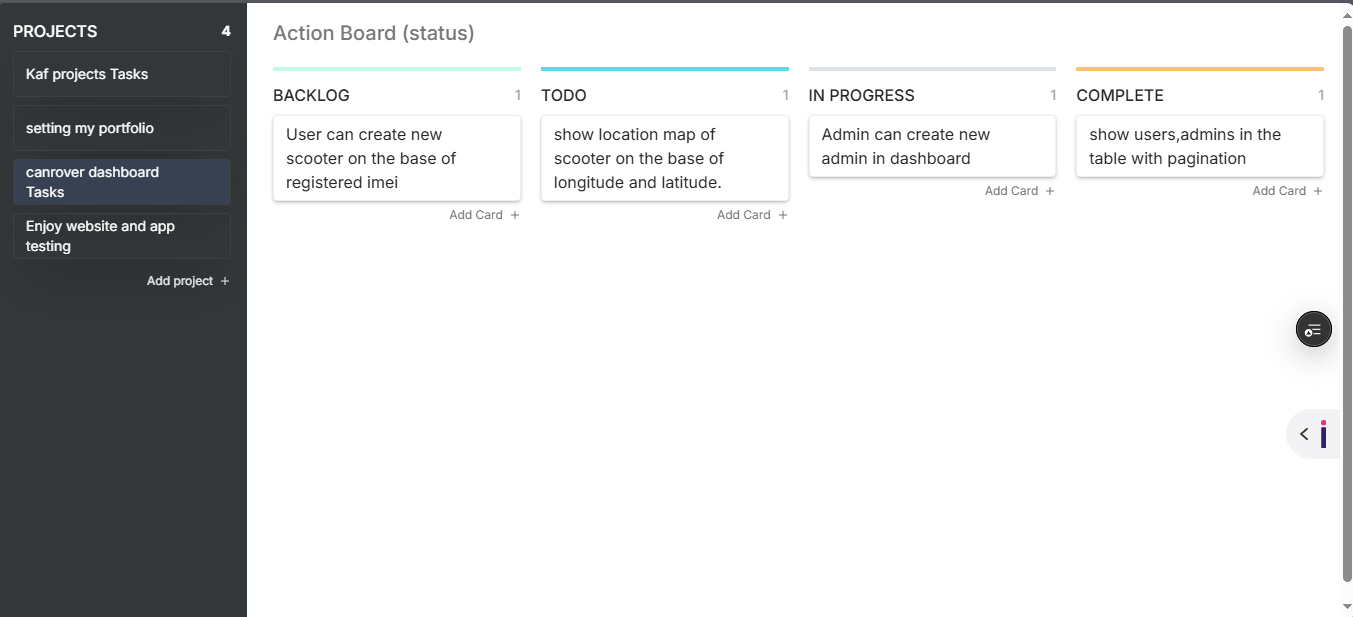 PROJECTS 4
Kaf projects Tasks
setting my portfolio
canrover dashboard
Tasks
Enjoy website and app
testing
Add project +
Action Board (status)
BACKLOG 1
User can create new
scooter on the base of
registered imei
Add Card +
TODO 1
show location map of
scooter on the base of
longitude and latitude.
Add Card +
IN PROGRESS 1
Admin can create new
admin in dashboard
Add Card +
COMPLETE 1
show users,admins in the
table with pagination
Add Card +